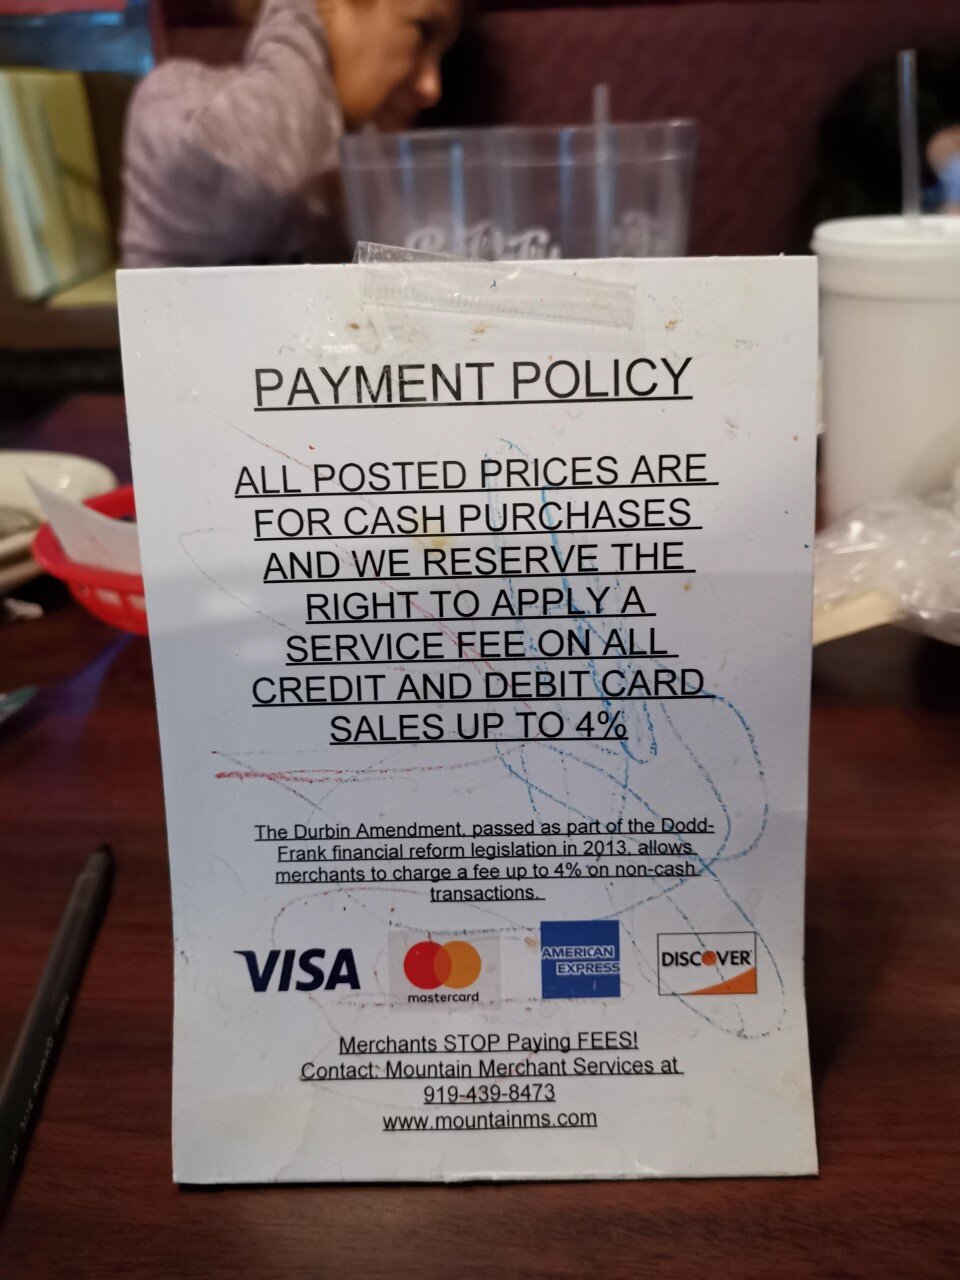 PAYMENT POLICY
ALL POSTED PRICES ARE
FOR CASH PURCHASES
AND WE RESERVE THE
RIGHT TO APPLY A
SERVICE FEE ON ALL
CREDIT AND DEBIT CARD
SALES UP TO 4%
The Durbin Amendment, passed as part of the Dodd-
Frank financial reform legislation in 2013, allows
merchants to charge a fee up to 4% on non-cash
transactions.
VISA
mastercard
AMERICAN
EXPRESS
DISCOVER
Merchants STOP Paying FEES!
Contact: Mountain Merchant Services at
919-439-8473
www.mountainms.com